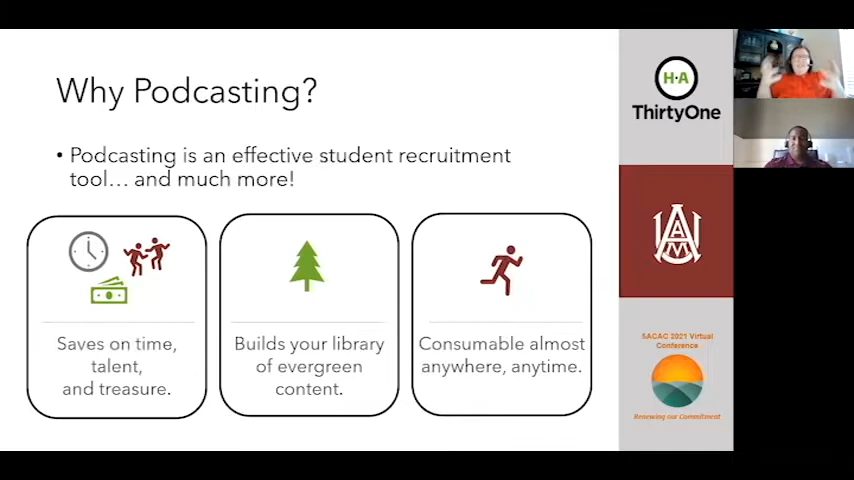 Why Podcasting?
• Podcasting is an effective student recruitment
tool... and much more!
Saves on time,
talent,
and treasure.
Builds your library
of evergreen
content.
Consumable almost
anywhere, anytime.
H·A
ThirtyOne
AAM
SACAC 2021 Virtual
Conference
Renewing our Commitment